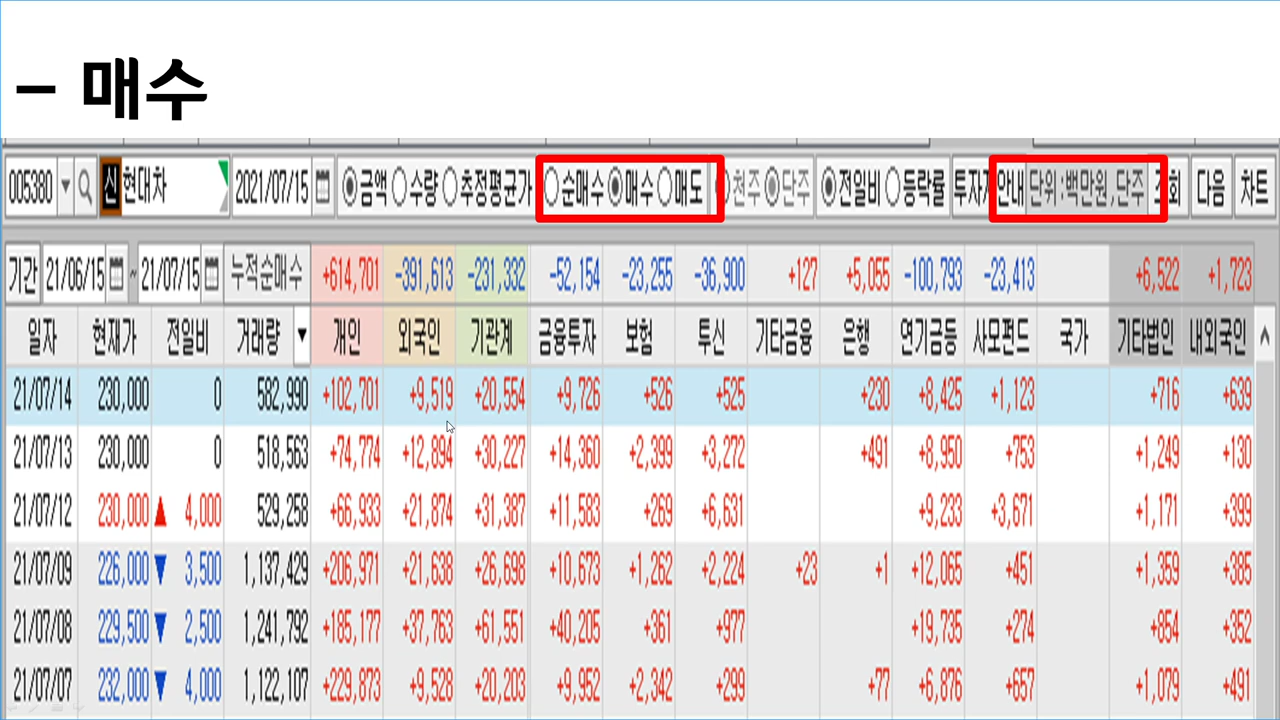 – 매수
005380 신 현대차 2021/07/15 금액 수량 추정평균가 순매수 매수 매도 천주 단주 전일비 등락률 투자자 안내 단위:백만원,단주 조회 다음 차트
기간 21/06/15 ~ 21/07/15 누적순매수 +614,701 -391,613 -231,332 -52,154 -23,255 -36,900 +127 +5,055 -100,793 -23,413 +6,522 +1,723
일자 현재가 전일비 거래량 개인 외국인 기관계 금융투자 보험 투신 기타금융 은행 연기금등 사모펀드 국가 기타법인 내외국인
21/07/14 230,000 0 582,990 +102,701 +9,519 +20,554 +9,726 +526 +525 +230 +8,425 +1,123 +716 +639
21/07/13 230,000 0 518,563 +74,774 +12,894 +30,227 +14,360 +2,399 +3,272 +491 +8,950 +753 +1,249 +130
21/07/12 230,000 ▲ 4,000 529,258 +66,933 +21,874 +31,387 +11,583 +269 +6,631 +9,233 +3,671 +1,171 +399
21/07/09 226,000 ▼ 3,500 1,137,429 +206,971 +21,638 +26,698 +10,673 +1,262 +2,224 +23 +1 +12,065 +451 +1,359 +385
21/07/08 229,500 ▼ 2,500 1,241,792 +185,177 +37,763 +61,551 +40,205 +361 +977 +19,735 +274 +854 +352
21/07/07 232,000 ▼ 4,000 1,122,107 +229,873 +9,528 +20,203 +9,952 +2,342 +299 +77 +6,876 +657 +1,079 +491